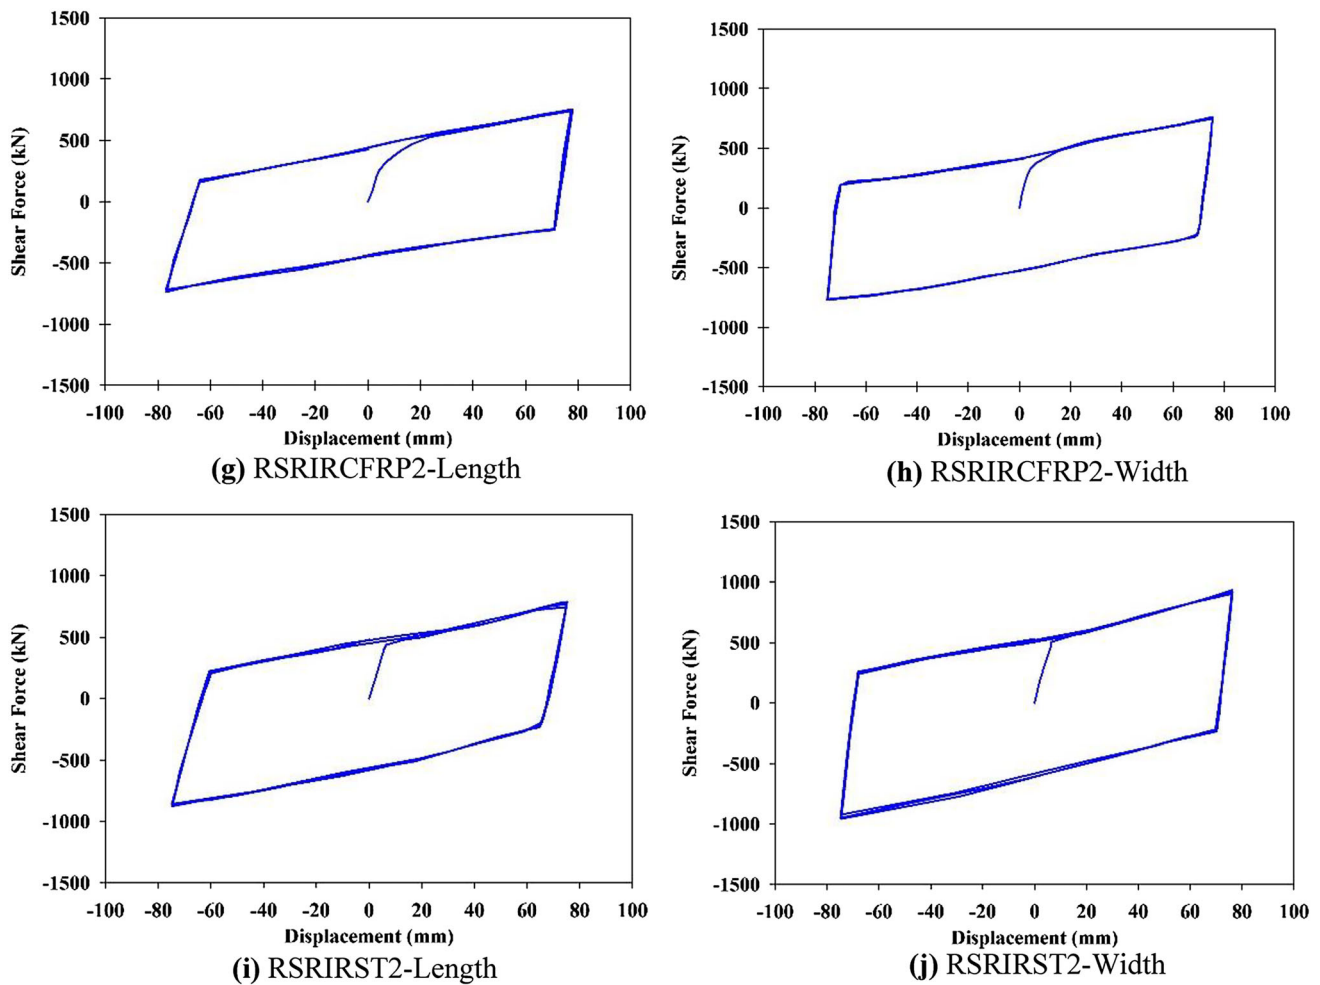 1500
1000
500
0
-500
-1000
-1500
Shear Force (kN)
-100 -80 -60 -40 -20 0 20 40 60 80 100
Displacement (mm)
(g) RSRIRCFRP2-Length
1500
1000
500
0
-500
-1000
-1500
Shear Force (kN)
-100 -80 -60 -40 -20 0 20 40 60 80 100
Displacement (mm)
(h) RSRIRCFRP2-Width
1500
1000
500
0
-500
-1000
-1500
Shear Force (kN)
-100 -80 -60 -40 -20 0 20 40 60 80 100
Displacement (mm)
(i) RSRIRST2-Length
1500
1000
500
0
-500
-1000
-1500
Shear Force (kN)
-100 -80 -60 -40 -20 0 20 40 60 80 100
Displacement (mm)
(j) RSRIRST2-Width